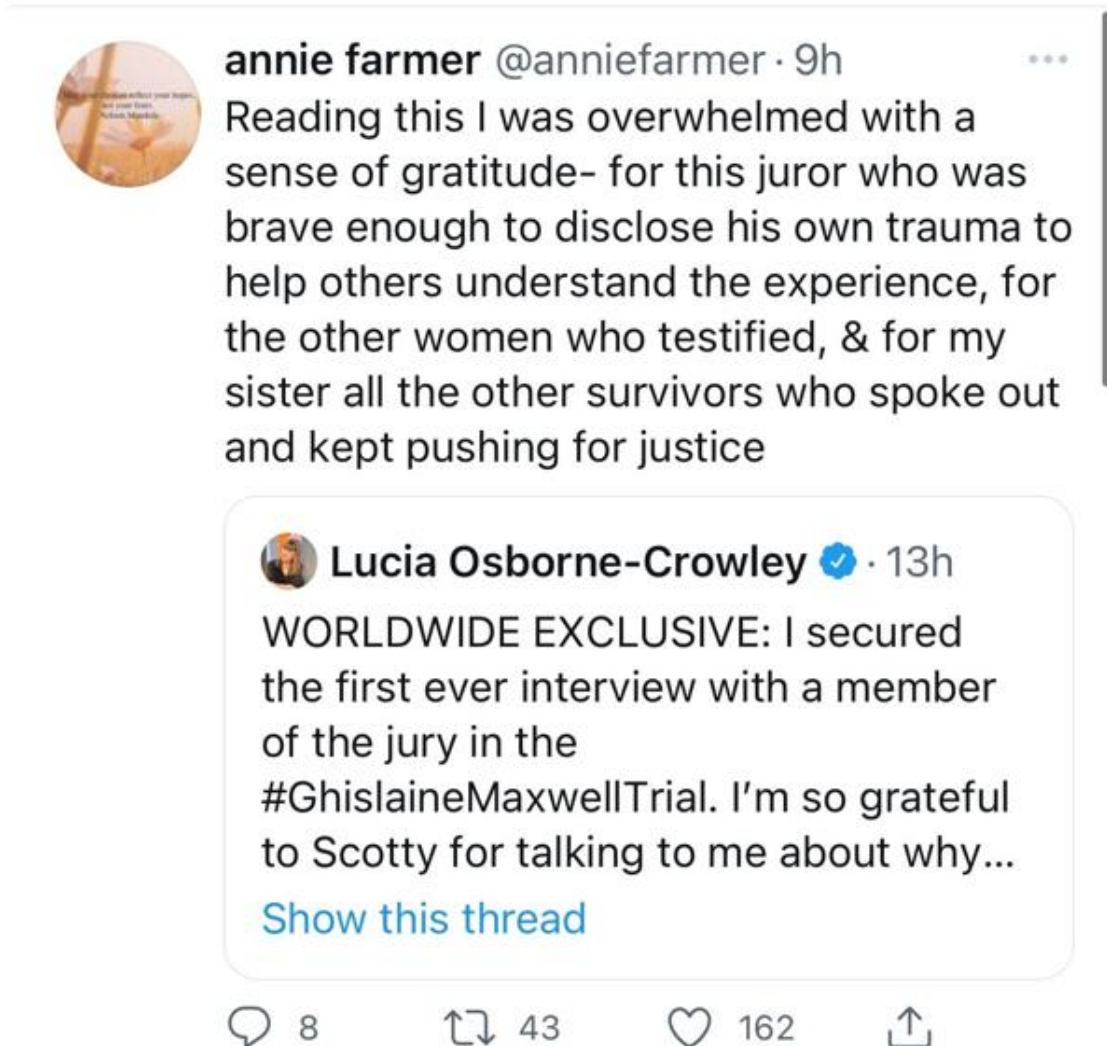 annie farmer @anniefarmer · 9h
Reading this I was overwhelmed with a
sense of gratitude- for this juror who was
brave enough to disclose his own trauma to
help others understand the experience, for
the other women who testified, & for my
sister all the other survivors who spoke out
and kept pushing for justice
Lucia Osborne-Crowley · 13h
WORLDWIDE EXCLUSIVE: I secured
the first ever interview with a member
of the jury in the
#GhislaineMaxwellTrial. I’m so grateful
to Scotty for talking to me about why...
Show this thread
8 43 162